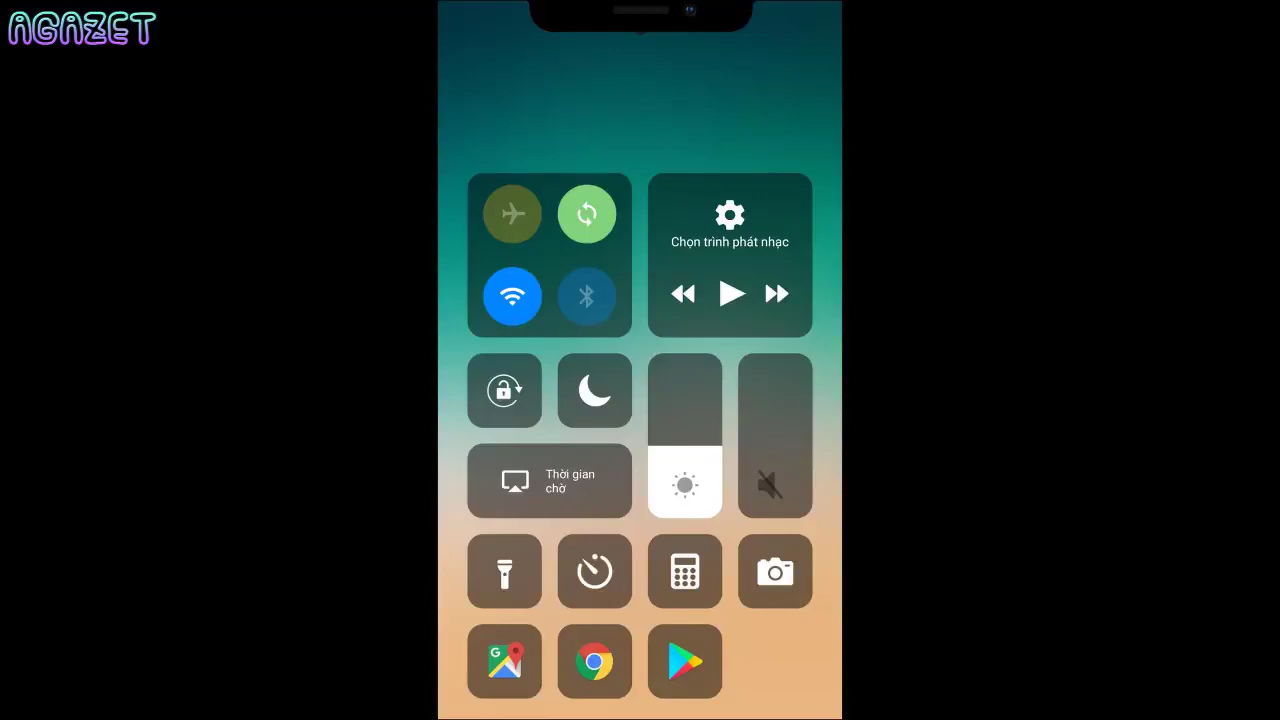 AGAZET
Chọn trình phát nhạc
Thời gian
chờ
G